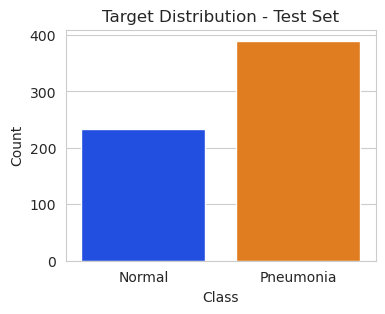 Target Distribution - Test Set
400
300
200
100
0
Count
Normal
Pneumonia
Class